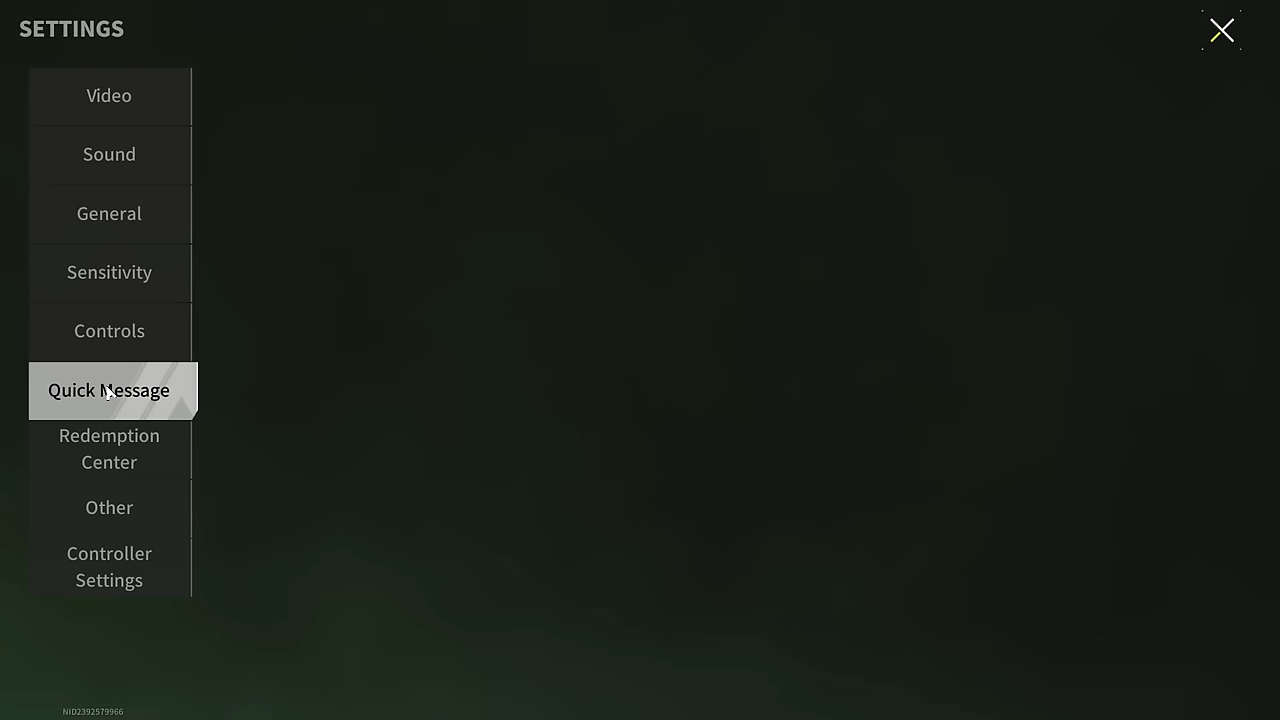 SETTINGS
Video
Sound
General
Sensitivity
Controls
Quick Message
Redemption
Center
Other
Controller
Settings
NID2392579966